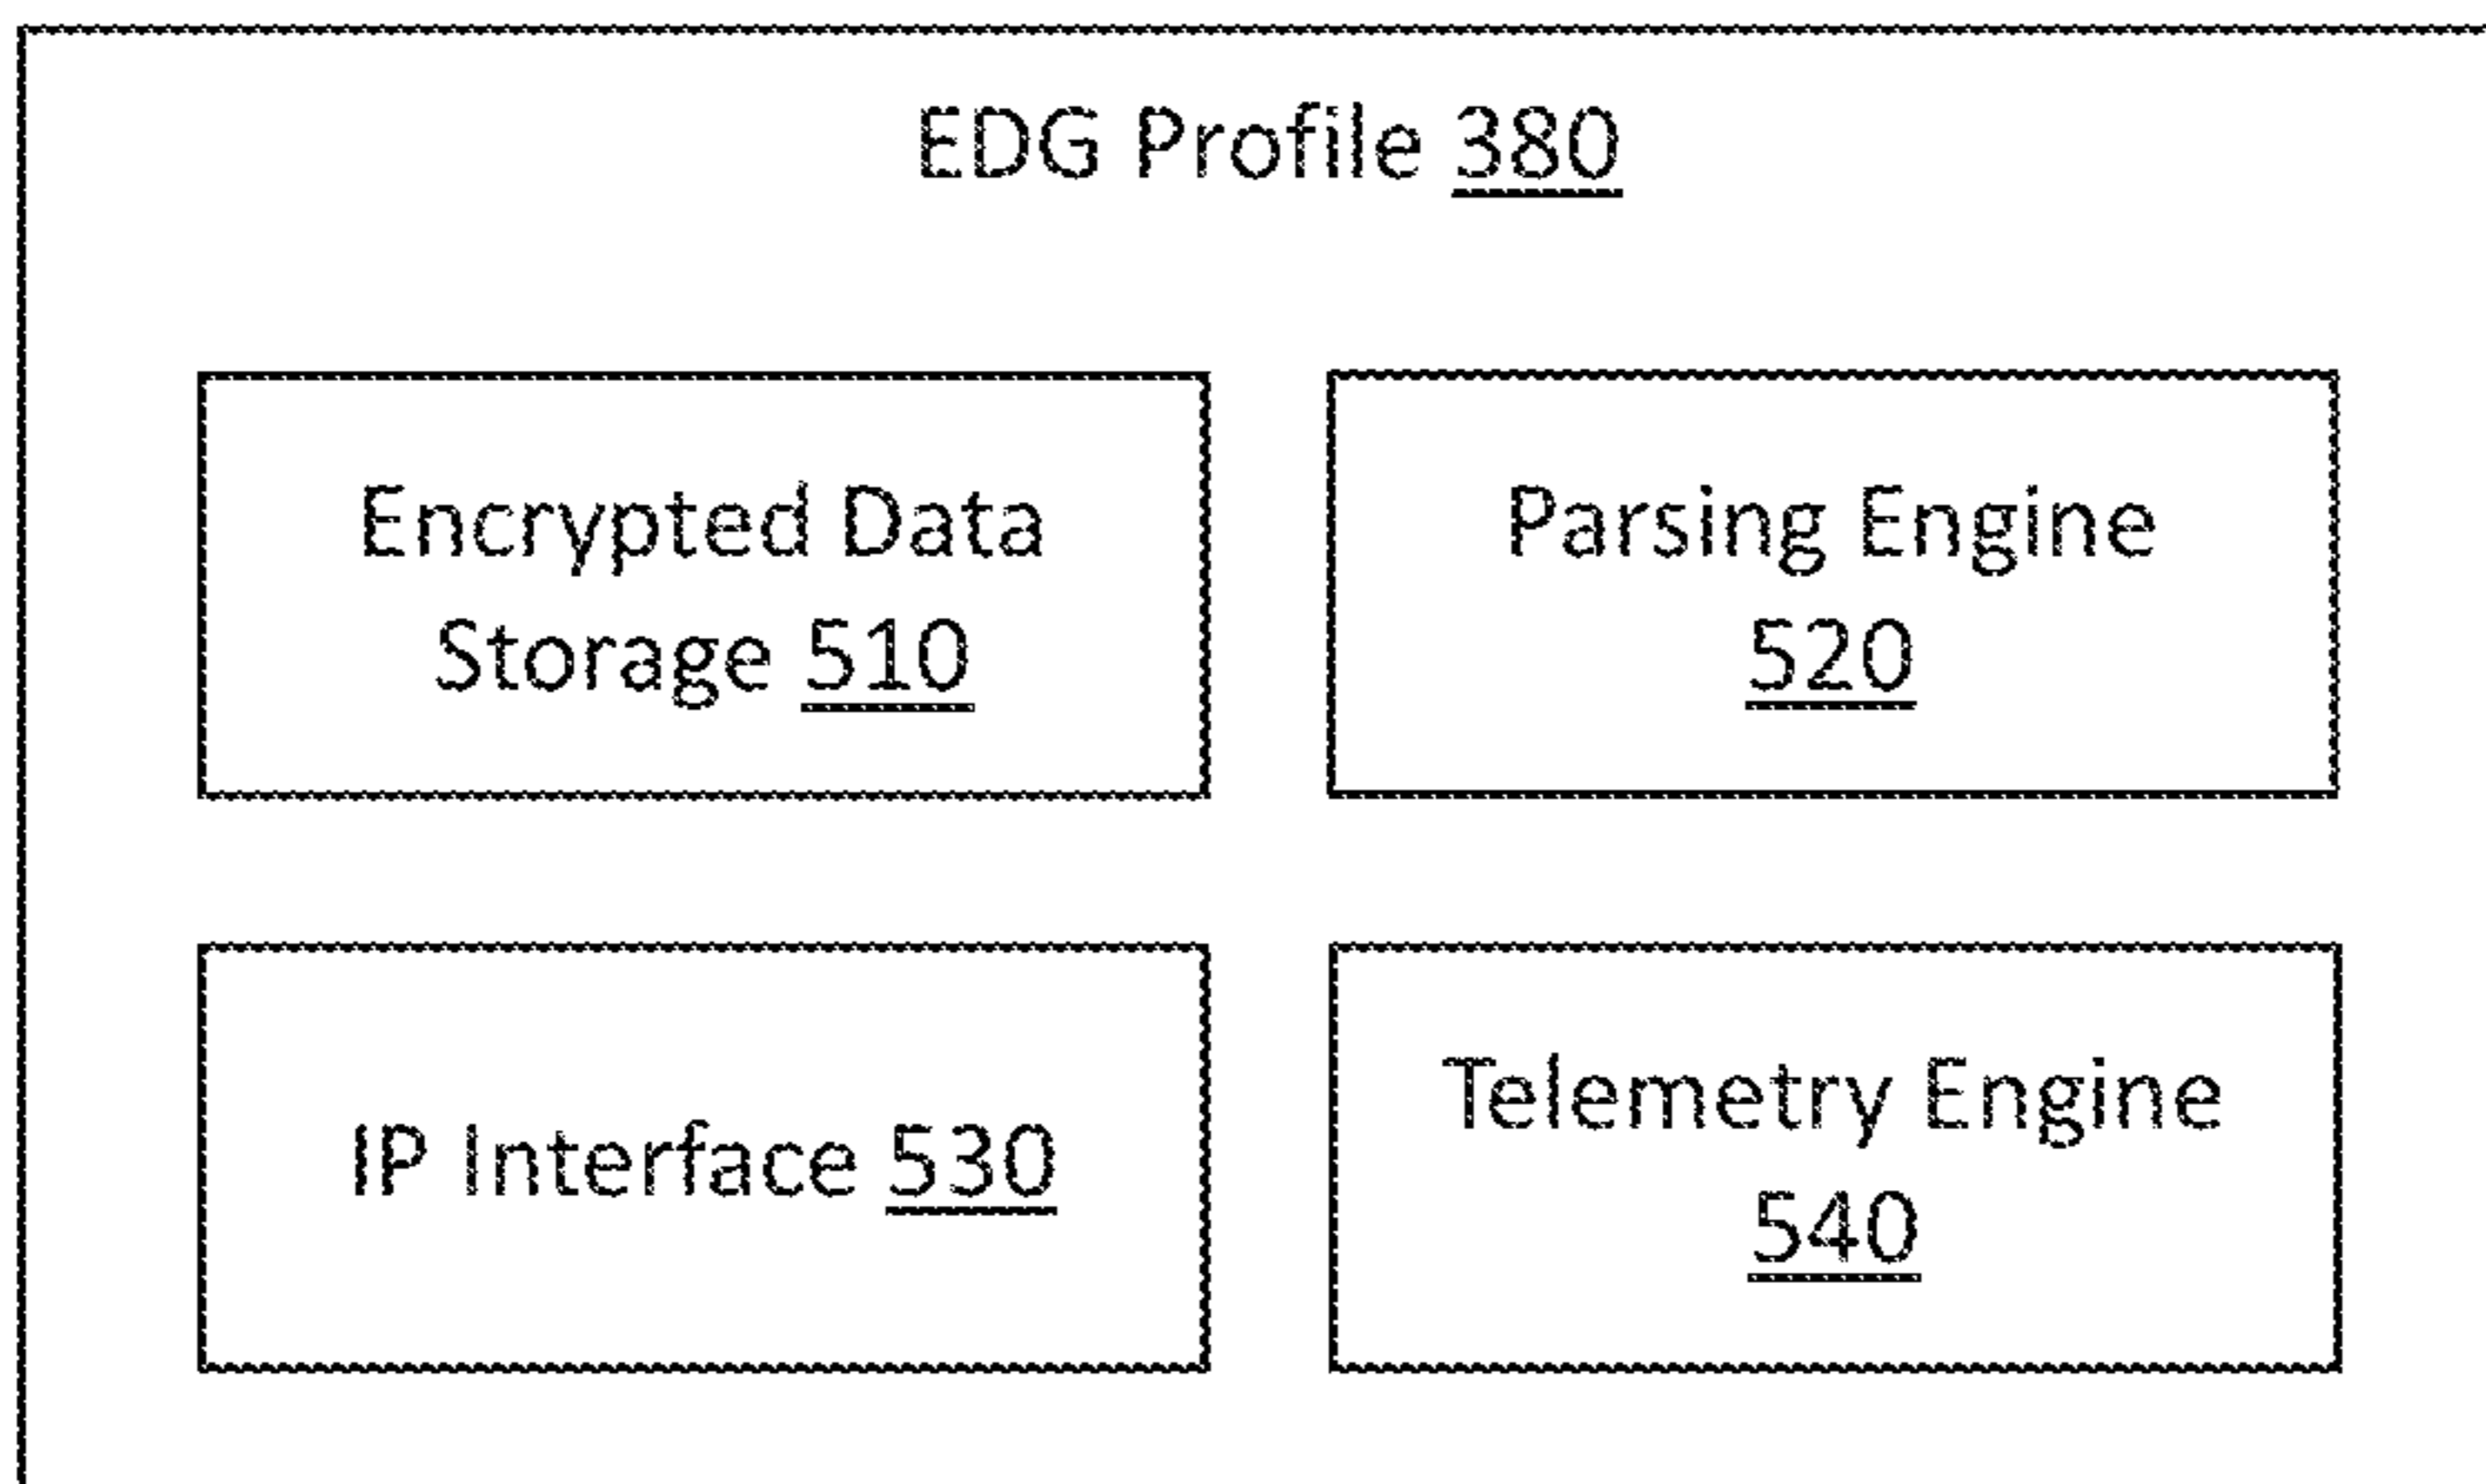 EDG Profile 380
Encrypted Data
Storage 510
Parsing Engine
520
IP Interface 530
Telemetry Engine
540